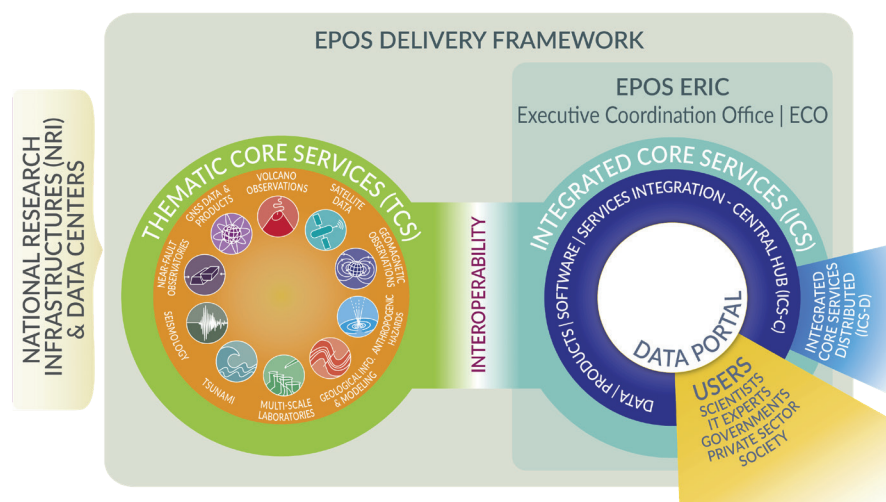 EPOS DELIVERY FRAMEWORK
EPOS ERIC
Executive Coordination Office | ECO
NATIONAL RESEARCH
INFRASTRUCTURES (NRI)
& DATA CENTERS
THEMATIC CORE SERVICES (TCS)
VOLCANO
OBSERVATIONS
SATELLITE
DATA
GEOMAGNETIC
OBSERVATIONS
ANTHROPOGENIC
HAZARDS
GEOLOGICAL INFO.
& MODELING
MULTI-SCALE
LABORATORIES
TSUNAMI
SEISMOLOGY
NEAR-FAULT
OBSERVATORIES
GNSS DATA &
PRODUCTS
INTEROPERABILITY
INTEGRATED CORE SERVICES (ICS)
DATA | PRODUCTS | SOFTWARE | SERVICES INTEGRATION - CENTRAL HUB (ICS-C)
DATA PORTAL
INTEGRATED
CORE SERVICES
DISTRIBUTED
(ICS-D)
USERS
SCIENTISTS
IT EXPERTS
GOVERNMENTS
PRIVATE SECTOR
SOCIETY